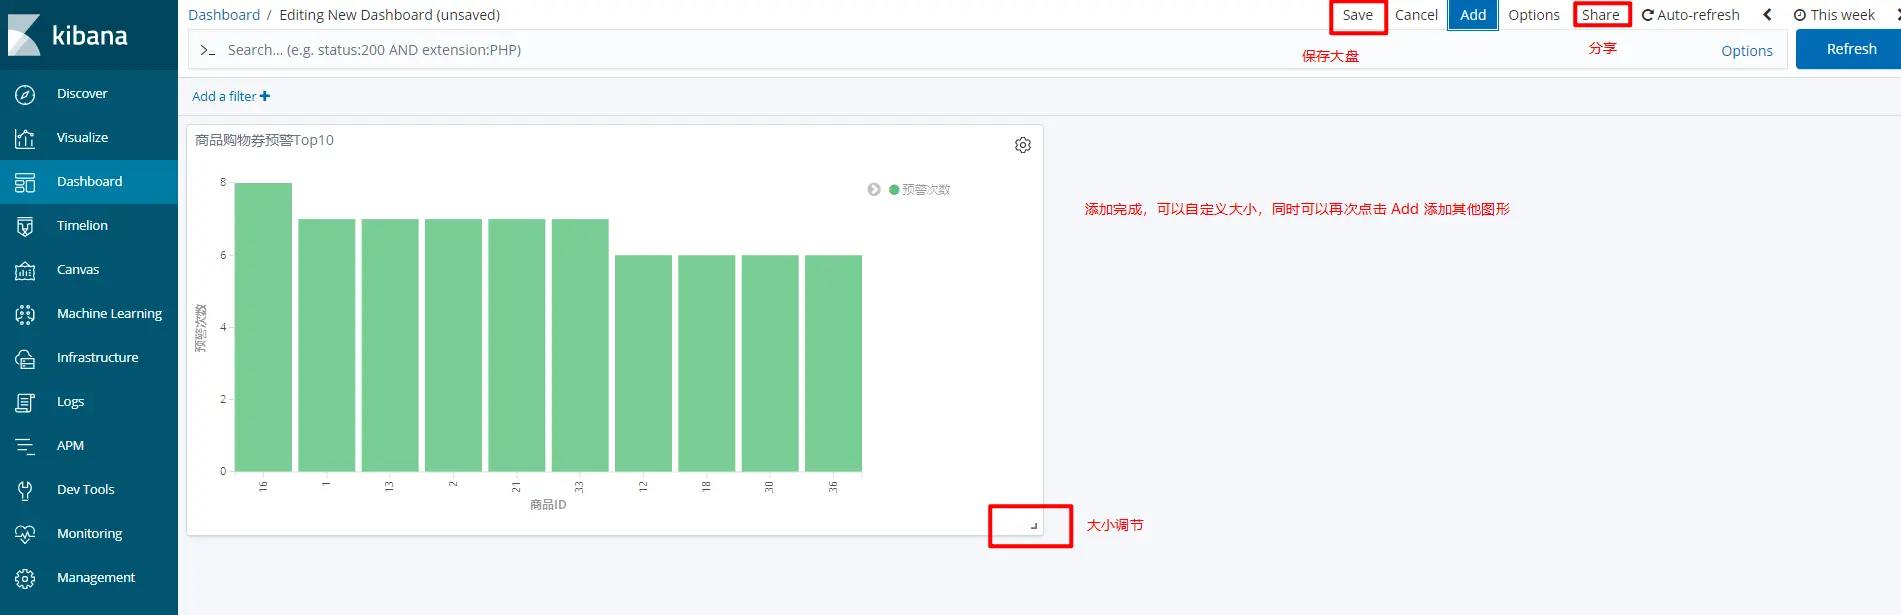 kibana
Discover
Visualize
Dashboard
Timelion
Canvas
Machine Learning
Infrastructure
Logs
APM
Dev Tools
Monitoring
Management
Dashboard / Editing New Dashboard (unsaved)
Save Cancel Add Options Share Auto-refresh This week
>_ Search... (e.g. status:200 AND extension:PHP)
Options
Refresh
保存大盘
分享
Add a filter
商品购物券预警Top10
预警次数
8
6
4
2
0
预警次数
16 1 13 2 21 33 12 18 30 36
商品ID
添加完成，可以自定义大小，同时可以再次点击 Add 添加其他图形
大小调节